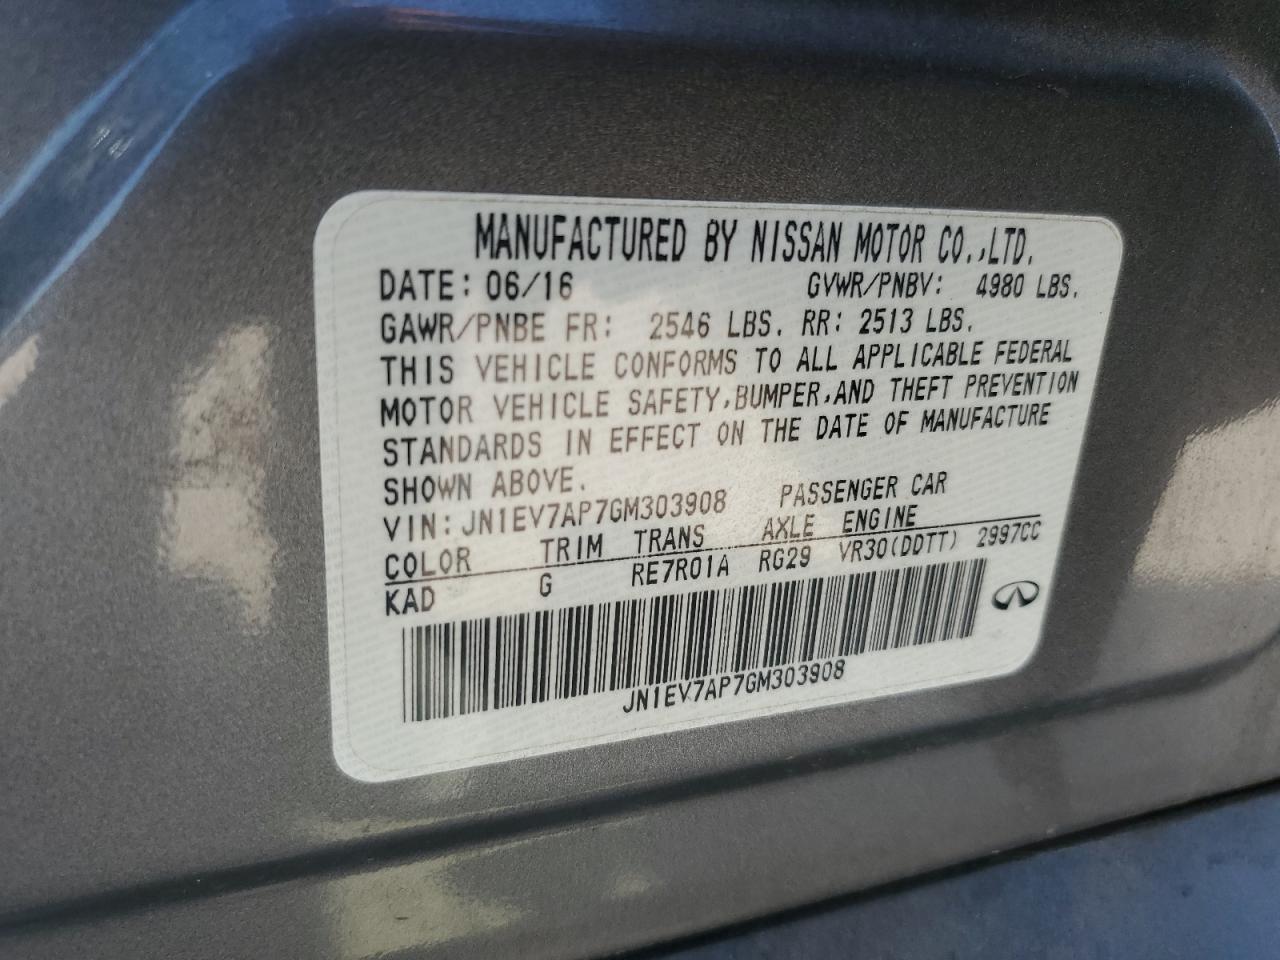 MANUFACTURED BY NISSAN MOTOR CO.,LTD.
DATE: 06/16 GVWR/PNBV: 4980 LBS.
GAWR/PNBE FR: 2546 LBS. RR: 2513 LBS.
THIS VEHICLE CONFORMS TO ALL APPLICABLE FEDERAL
MOTOR VEHICLE SAFETY,BUMPER,AND THEFT PREVENTION
STANDARDS IN EFFECT ON THE DATE OF MANUFACTURE
SHOWN ABOVE.
VIN:JN1EV7AP7GM303908 PASSENGER CAR
COLOR TRIM TRANS AXLE ENGINE
KAD G RE7R01A RG29 VR30(DDTT) 2997CC
JN1EV7AP7GM303908